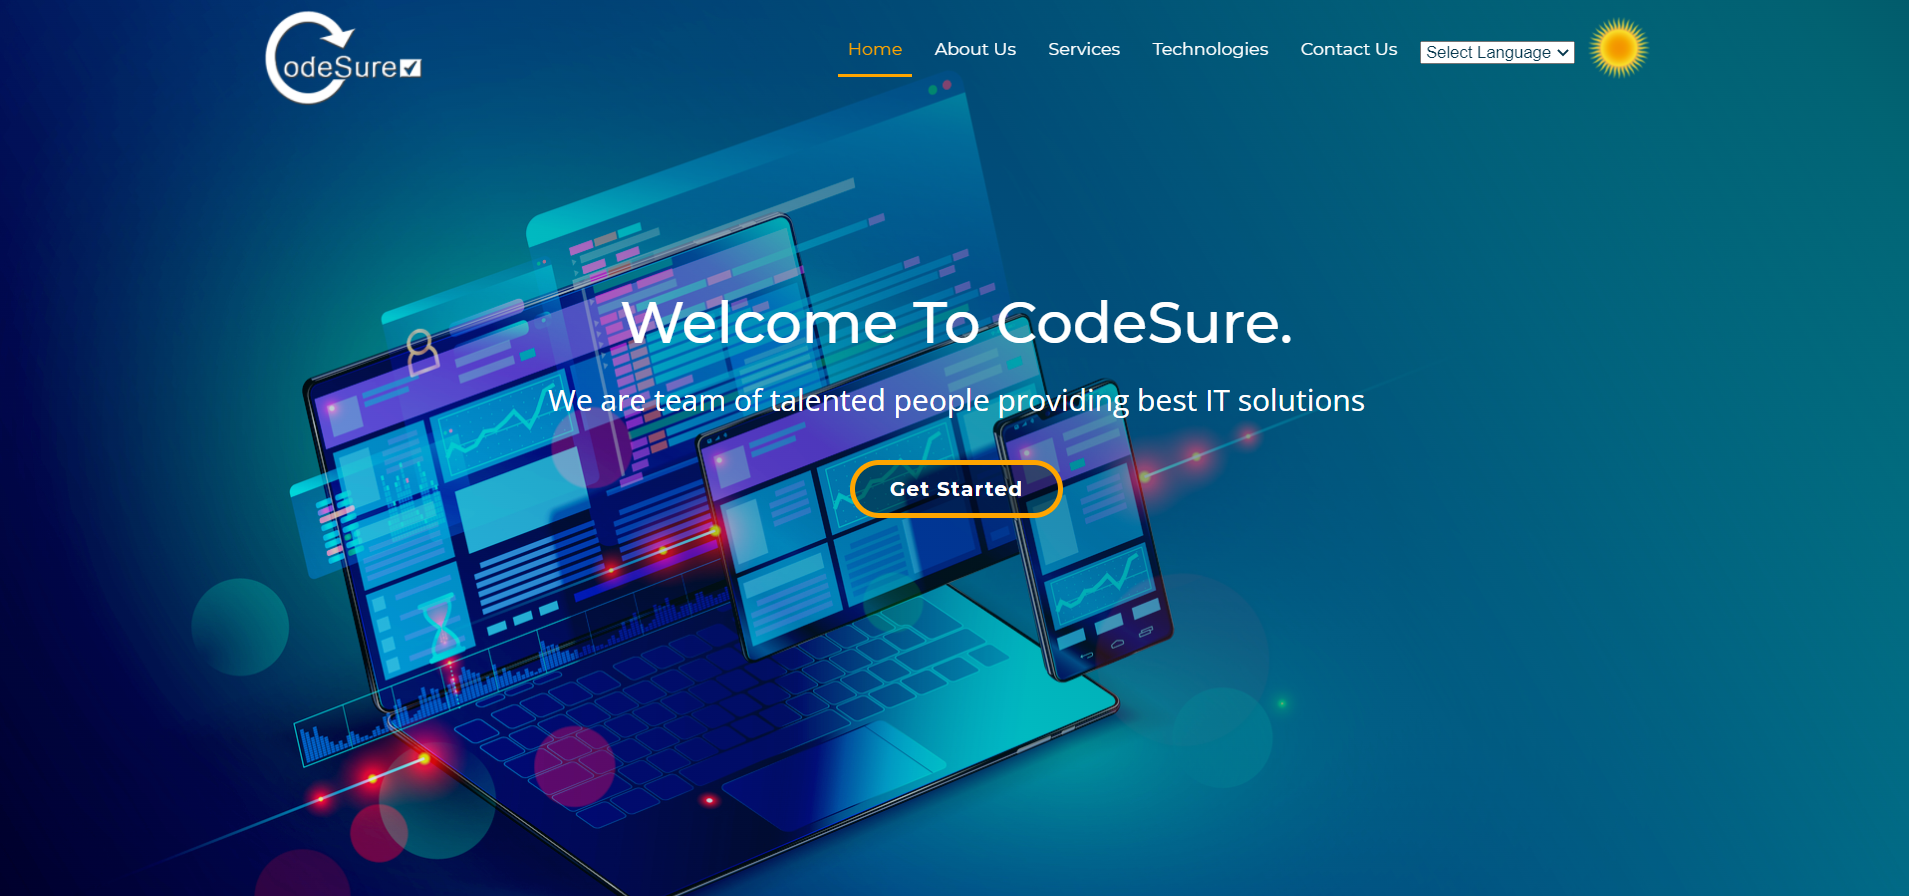 odeSure
Home
About Us
Services
Technologies
Contact Us
Select Language
Welcome To CodeSure.
We are team of talented people providing best IT solutions
Get Started